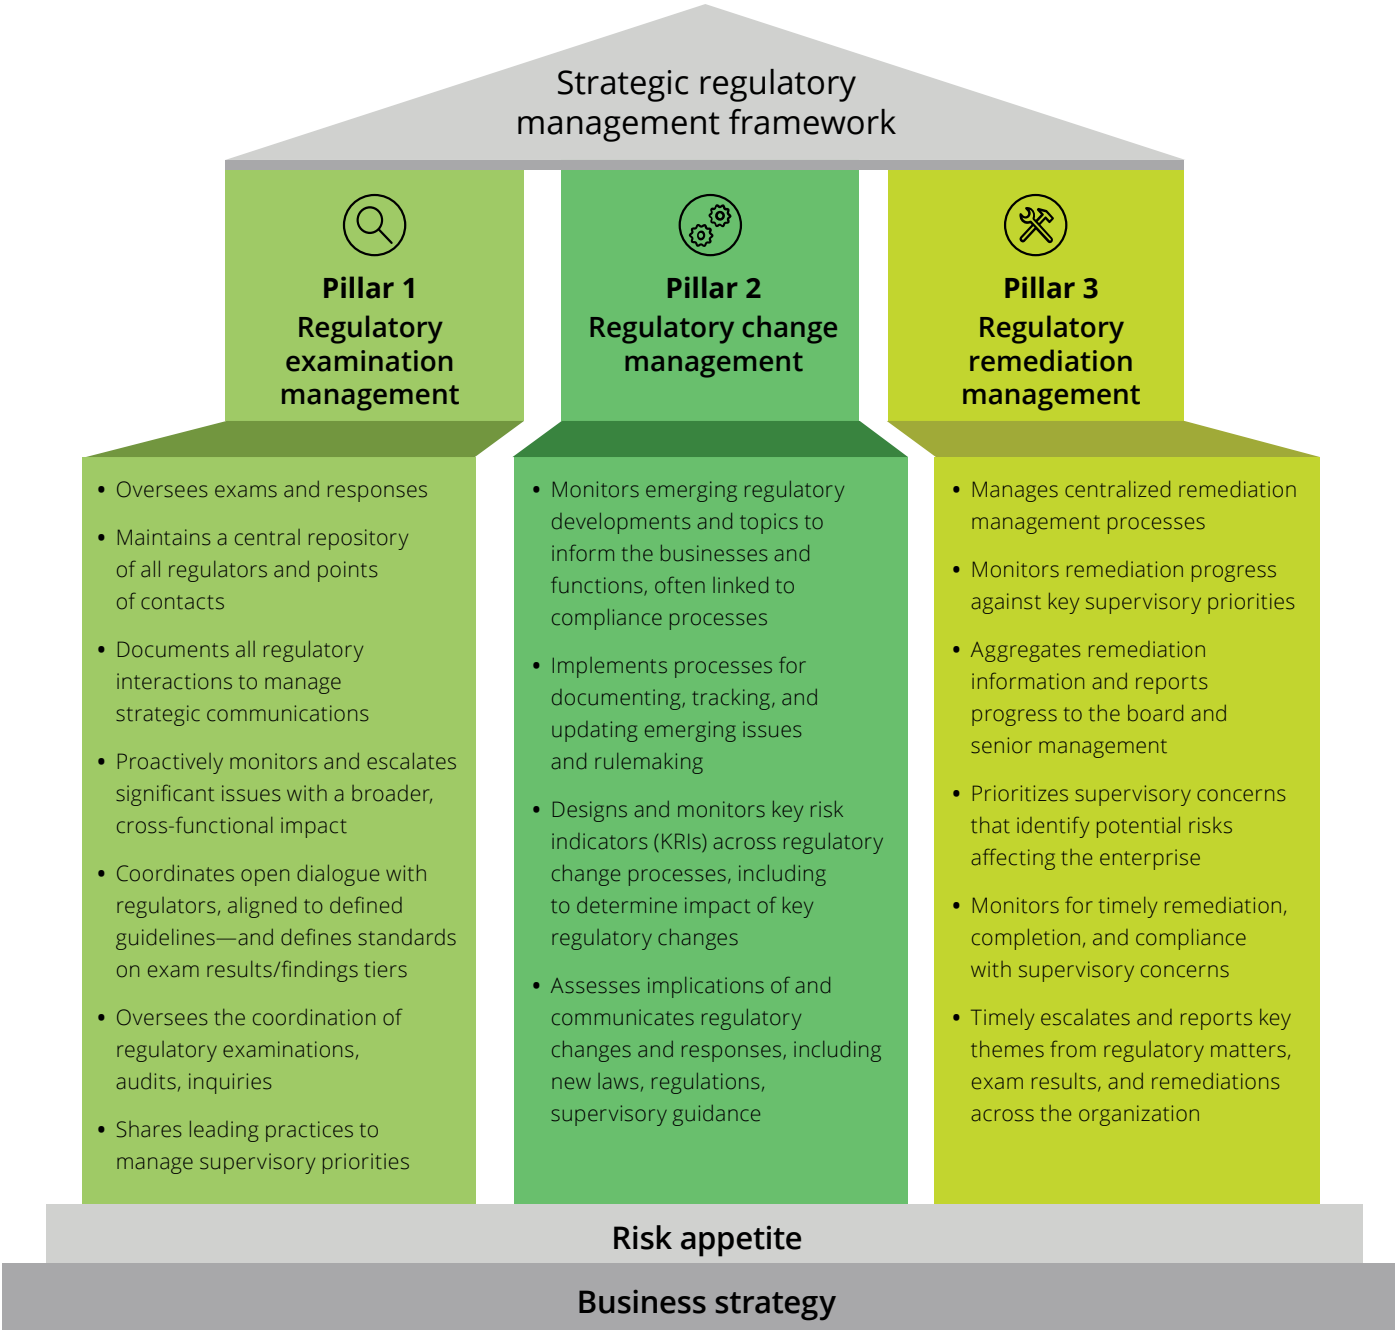 Strategic regulatory
management framework
Pillar 1
Regulatory
examination
management
• Oversees exams and responses
• Maintains a central repository
of all regulators and points
of contacts
• Documents all regulatory
interactions to manage
strategic communications
• Proactively monitors and escalates
significant issues with a broader,
cross-functional impact
• Coordinates open dialogue with
regulators, aligned to defined
guidelines—and defines standards
on exam results/findings tiers
• Oversees the coordination of
regulatory examinations,
audits, inquiries
• Shares leading practices to
manage supervisory priorities
Pillar 2
Regulatory change
management
• Monitors emerging regulatory
developments and topics to
inform the businesses and
functions, often linked to
compliance processes
• Implements processes for
documenting, tracking, and
updating emerging issues
and rulemaking
• Designs and monitors key risk
indicators (KRIs) across regulatory
change processes, including
to determine impact of key
regulatory changes
• Assesses implications of and
communicates regulatory
changes and responses, including
new laws, regulations,
supervisory guidance
Pillar 3
Regulatory
remediation
management
• Manages centralized remediation
management processes
• Monitors remediation progress
against key supervisory priorities
• Aggregates remediation
information and reports
progress to the board and
senior management
• Prioritizes supervisory concerns
that identify potential risks
affecting the enterprise
• Monitors for timely remediation,
completion, and compliance
with supervisory concerns
• Timely escalates and reports key
themes from regulatory matters,
exam results, and remediations
across the organization
Risk appetite
Business strategy